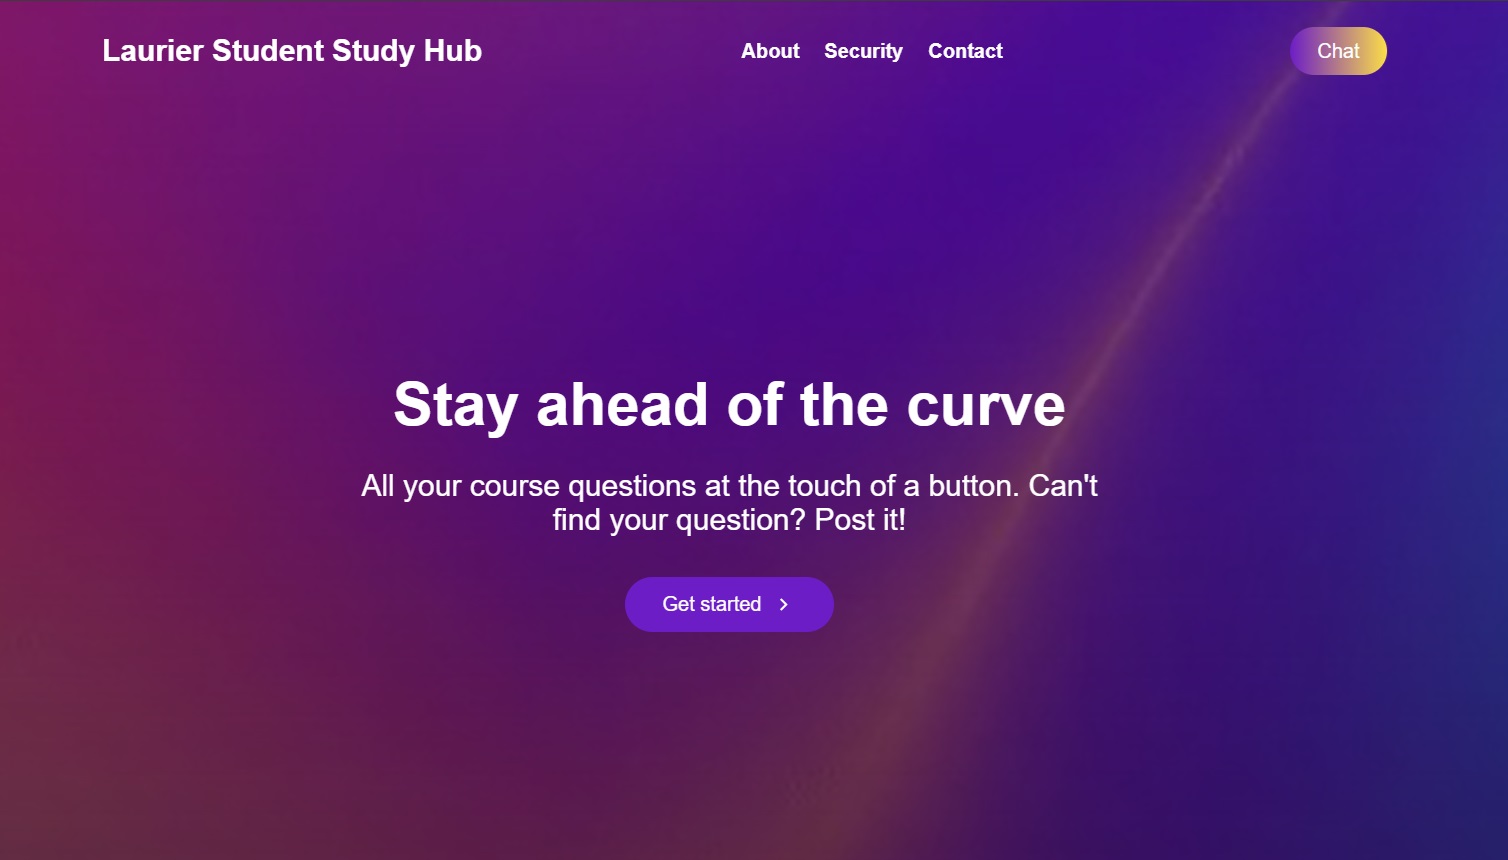 Laurier Student Study Hub
About Security Contact
Chat
Stay ahead of the curve
All your course questions at the touch of a button. Can't
find your question? Post it!
Get started